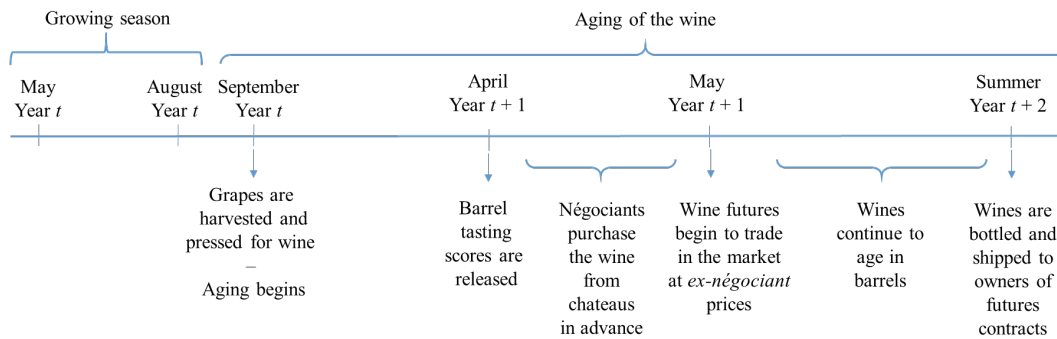 Growing season
Aging of the wine
May
Year t
August
Year t
September
Year t
April
Year t + 1
May
Year t + 1
Summer
Year t + 2
Grapes are
harvested and
pressed for wine
–
Aging begins
Barrel
tasting
scores are
released
Négociants
purchase
the wine
from
chateaus
in advance
Wine futures
begin to trade
in the market
at ex-négociant
prices
Wines
continue to
age in
barrels
Wines are
bottled and
shipped to
owners of
futures
contracts